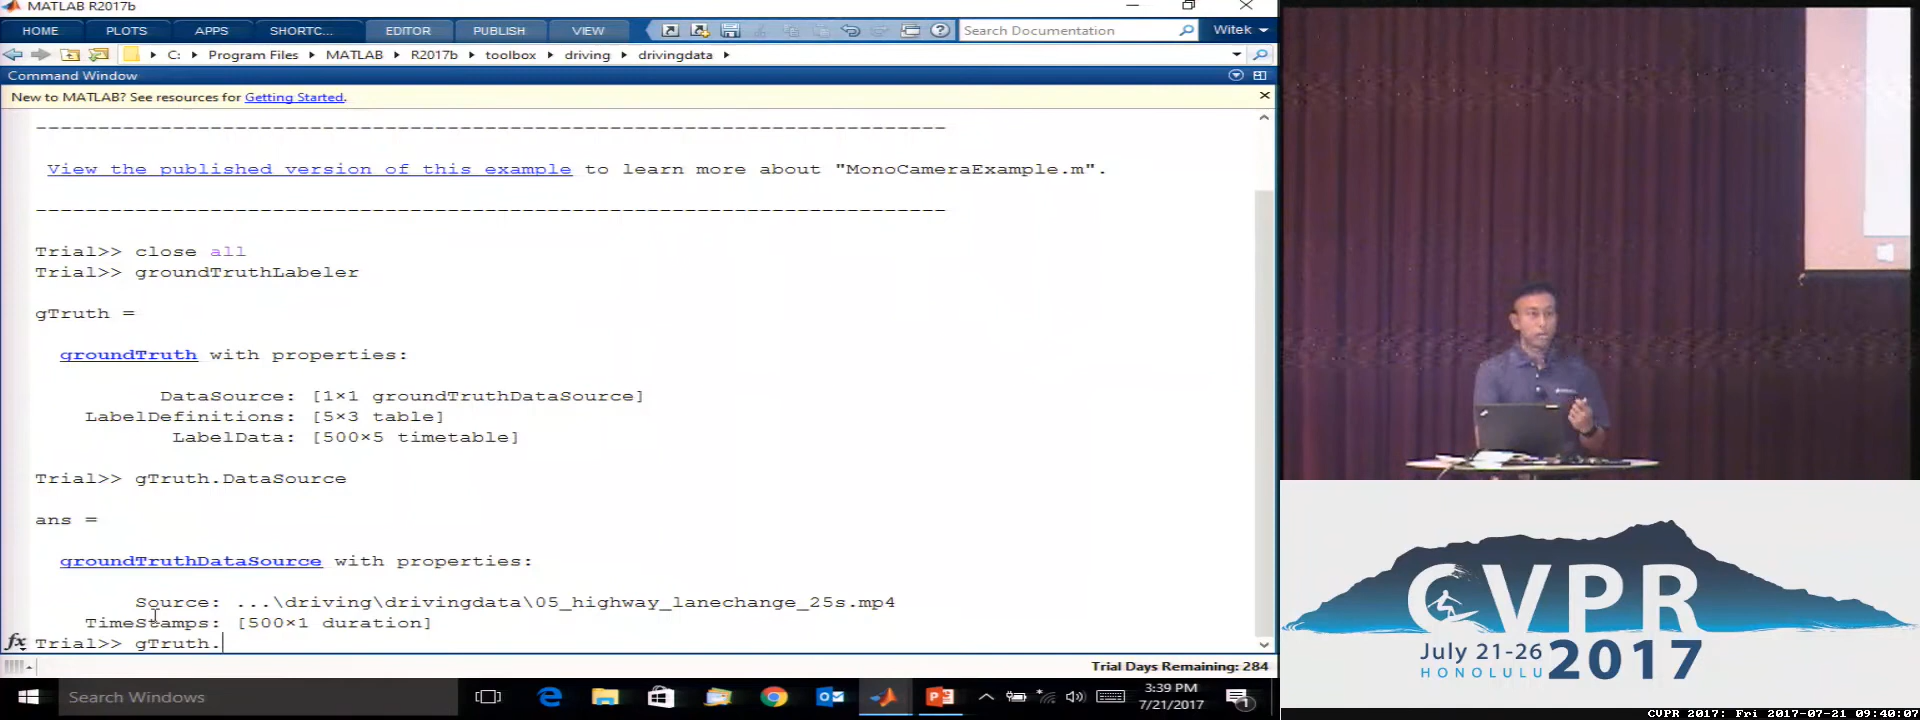 MATLAB R2017b
HOME PLOTS APPS SHORTC... EDITOR PUBLISH VIEW Search Documentation Witek
C: Program Files MATLAB R2017b toolbox driving drivingdata
Command Window
New to MATLAB? See resources for Getting Started.
View the published version of this example to learn more about "MonoCameraExample.m".
Trial>> close all
Trial>> groundTruthLabeler
gTruth =
groundTruth with properties:
DataSource: [1×1 groundTruthDataSource]
LabelDefinitions: [5×3 table]
LabelData: [500×5 timetable]
Trial>> gTruth.DataSource
ans =
groundTruthDataSource with properties:
Source: ...\driving\drivingdata\05_highway_lanechange_25s.mp4
TimeStamps: [500×1 duration]
fx Trial>> gTruth.
Trial Days Remaining: 284
Search Windows
3:39 PM
7/21/2017
CVPR
July 21-26
HONOLULU 2017
CVPR 2017: Fri 2017-07-21 09:40:07